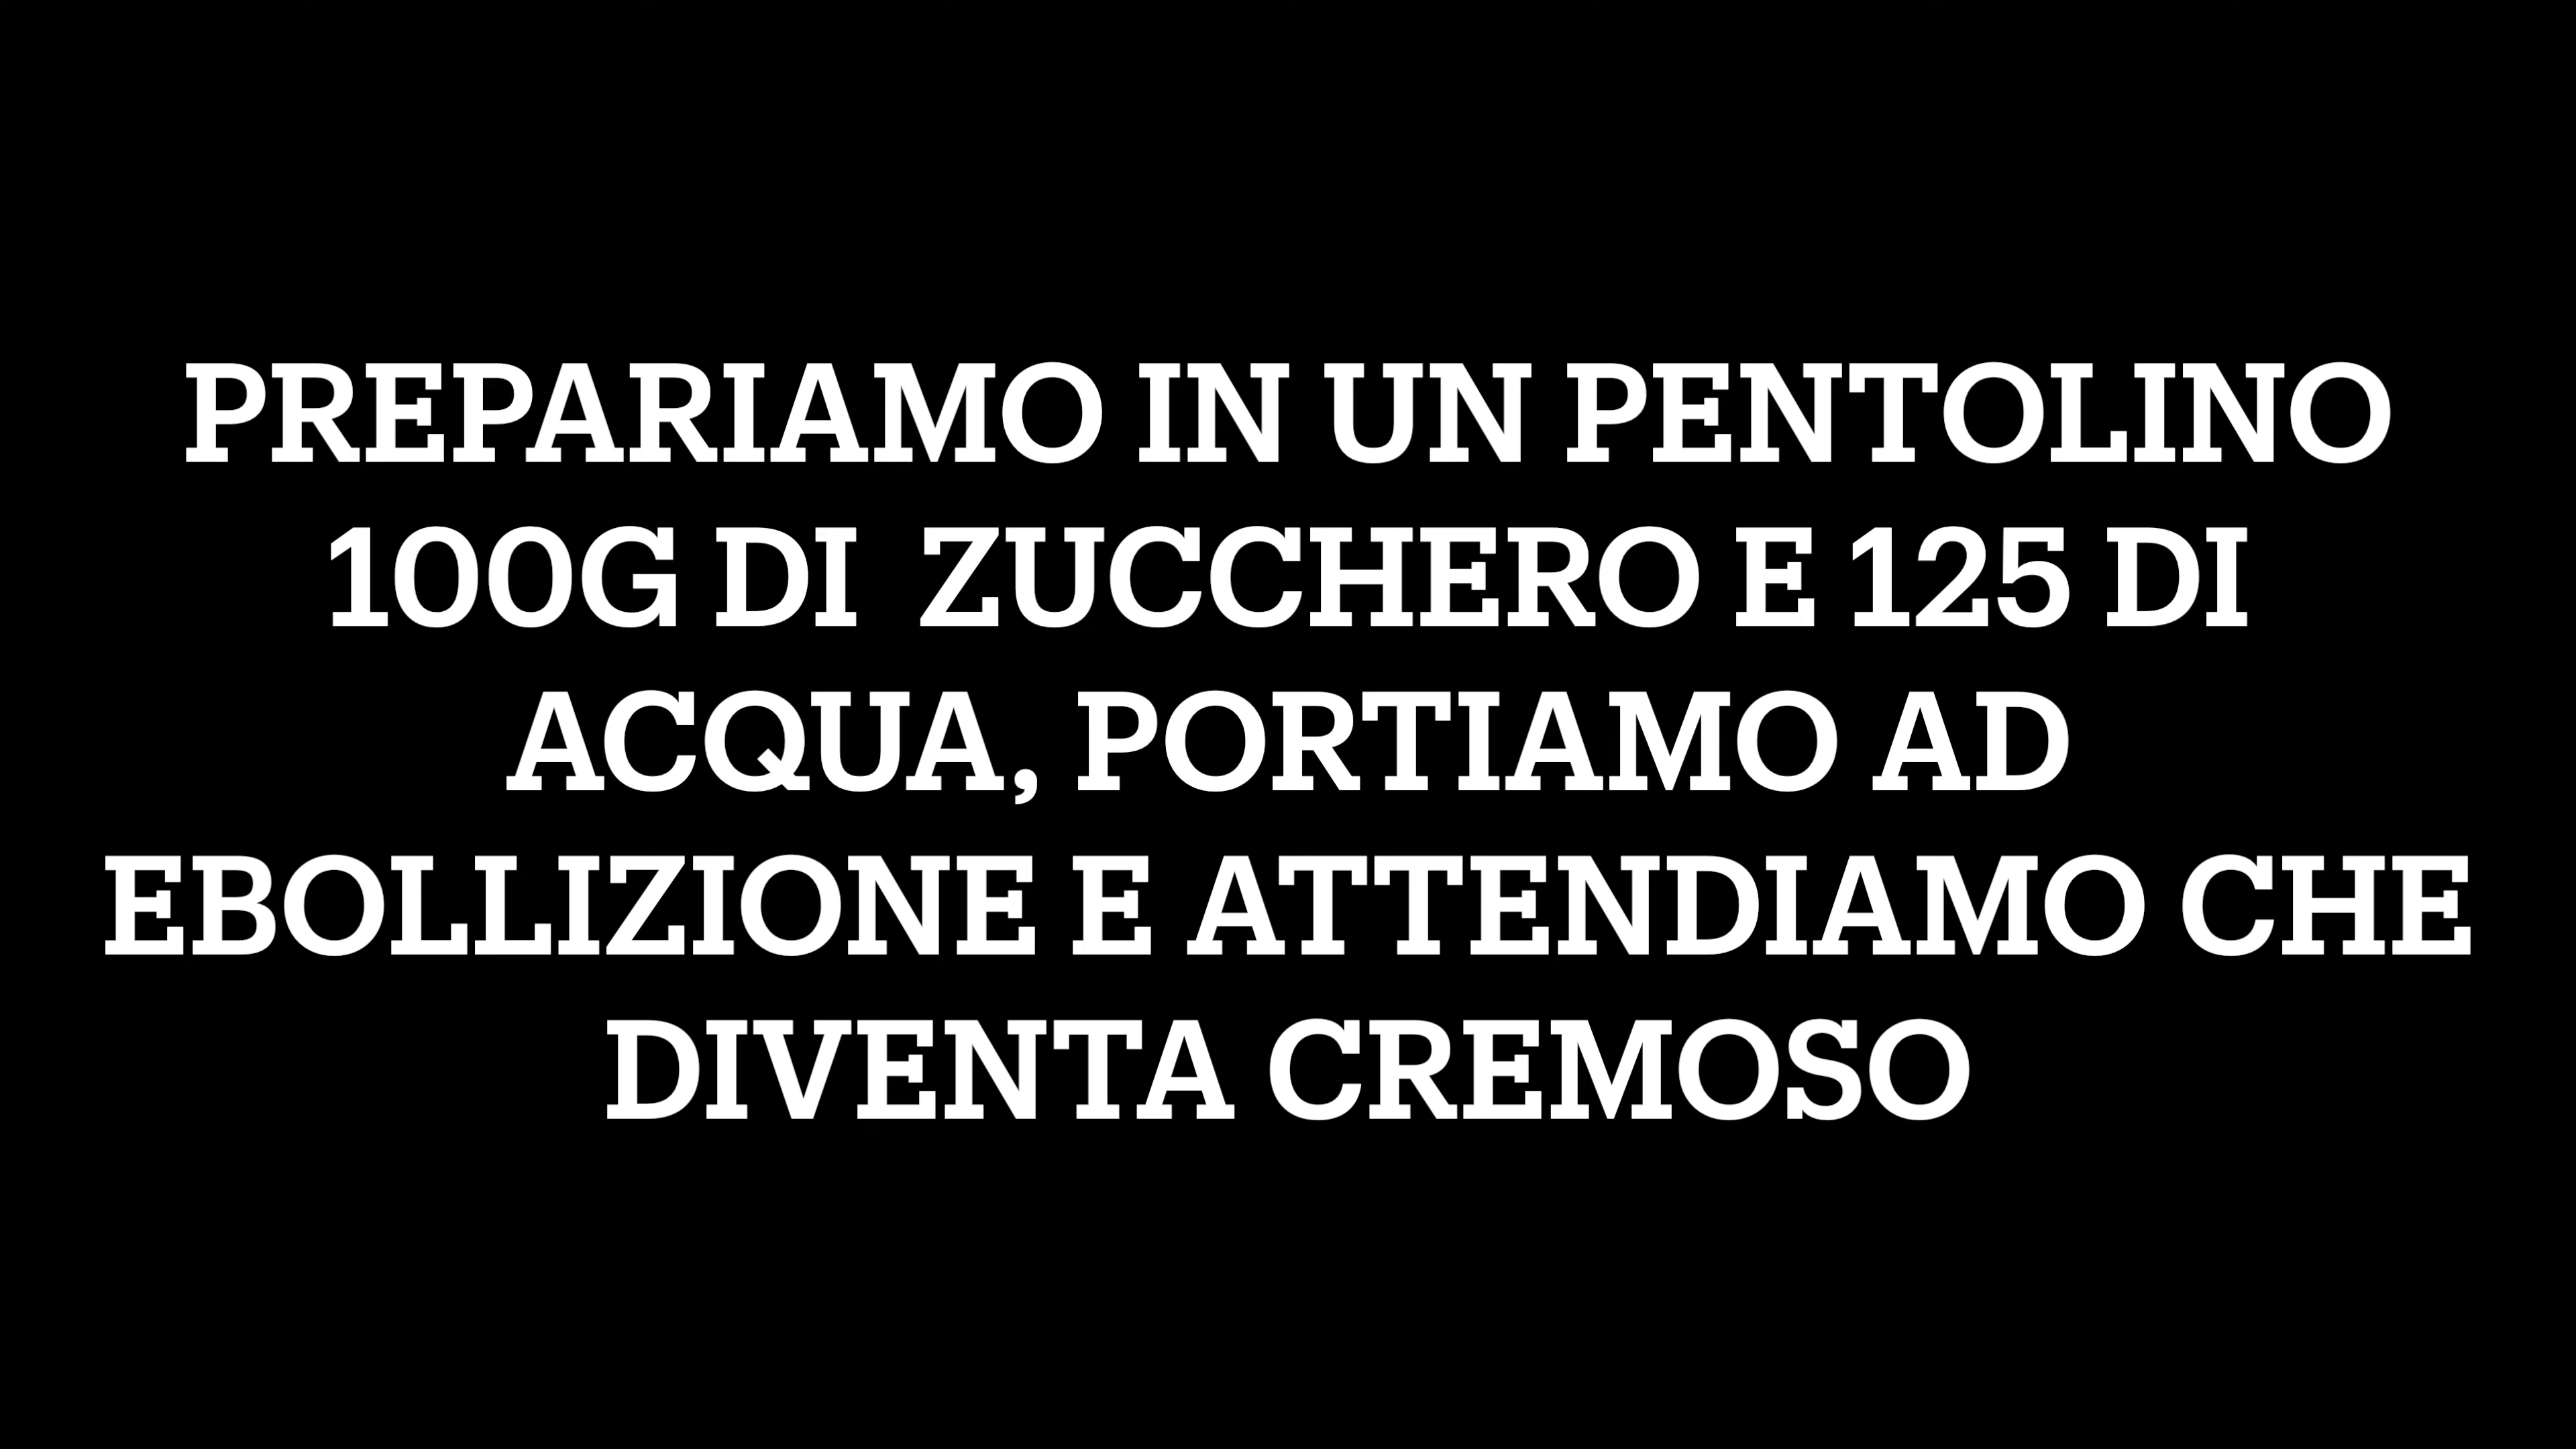 PREPARIAMO IN UN PENTOLINO
100G DI  ZUCCHERO E 125 DI
ACQUA, PORTIAMO AD
EBOLLIZIONE E ATTENDIAMO CHE
DIVENTA CREMOSO